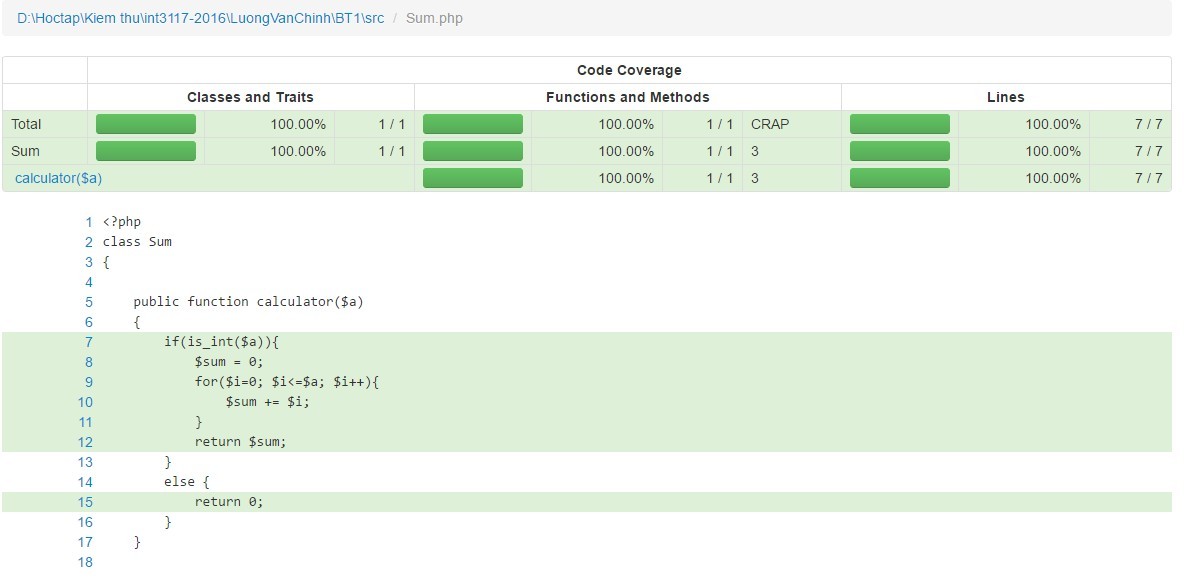 D:\Hoctap\Kiem thu\int3117-2016\LuongVanChinh\BT1\src / Sum.php
Code Coverage
Classes and Traits Functions and Methods Lines
Total 100.00% 1 / 1 100.00% 1 / 1 CRAP 100.00% 7 / 7
Sum 100.00% 1 / 1 100.00% 1 / 1 3 100.00% 7 / 7
calculator($a) 100.00% 1 / 1 3 100.00% 7 / 7
1 <?php
2 class Sum
3 {
4
5     public function calculator($a)
6     {
7         if(is_int($a)){
8             $sum = 0;
9             for($i=0; $i<=$a; $i++){
10                 $sum += $i;
11             }
12             return $sum;
13         }
14         else {
15             return 0;
16         }
17     }
18